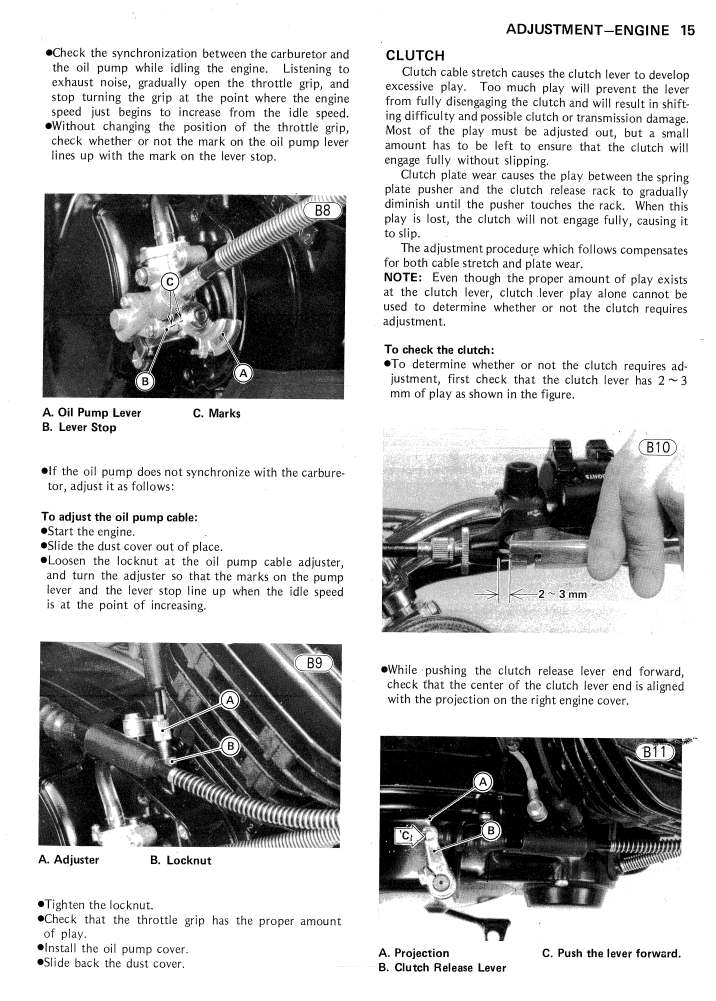 ADJUSTMENT—ENGINE 15
●Check the synchronization between the carburetor and
the oil pump while idling the engine. Listening to
exhaust noise, gradually open the throttle grip, and
stop turning the grip at the point where the engine
speed just begins to increase from the idle speed.
●Without changing the position of the throttle grip,
check whether or not the mark on the oil pump lever
lines up with the mark on the lever stop.
B8
C
A
B
A. Oil Pump Lever C. Marks
B. Lever Stop
●If the oil pump does not synchronize with the carbure-
tor, adjust it as follows:
To adjust the oil pump cable:
●Start the engine.
●Slide the dust cover out of place.
●Loosen the locknut at the oil pump cable adjuster,
and turn the adjuster so that the marks on the pump
lever and the lever stop line up when the idle speed
is at the point of increasing.
B9
A
B
A. Adjuster B. Locknut
●Tighten the locknut.
●Check that the throttle grip has the proper amount
of play.
●Install the oil pump cover.
●Slide back the dust cover.
CLUTCH
Clutch cable stretch causes the clutch lever to develop
excessive play. Too much play will prevent the lever
from fully disengaging the clutch and will result in shift-
ing difficulty and possible clutch or transmission damage.
Most of the play must be adjusted out, but a small
amount has to be left to ensure that the clutch will
engage fully without slipping.
Clutch plate wear causes the play between the spring
plate pusher and the clutch release rack to gradually
diminish until the pusher touches the rack. When this
play is lost, the clutch will not engage fully, causing it
to slip.
The adjustment procedure which follows compensates
for both cable stretch and plate wear.
NOTE: Even though the proper amount of play exists
at the clutch lever, clutch lever play alone cannot be
used to determine whether or not the clutch requires
adjustment.
To check the clutch:
●To determine whether or not the clutch requires ad-
justment, first check that the clutch lever has 2 ~ 3
mm of play as shown in the figure.
B10
2 ~ 3 mm
●While pushing the clutch release lever end forward,
check that the center of the clutch lever end is aligned
with the projection on the right engine cover.
B11
A
B
C
A. Projection C. Push the lever forward.
B. Clutch Release Lever